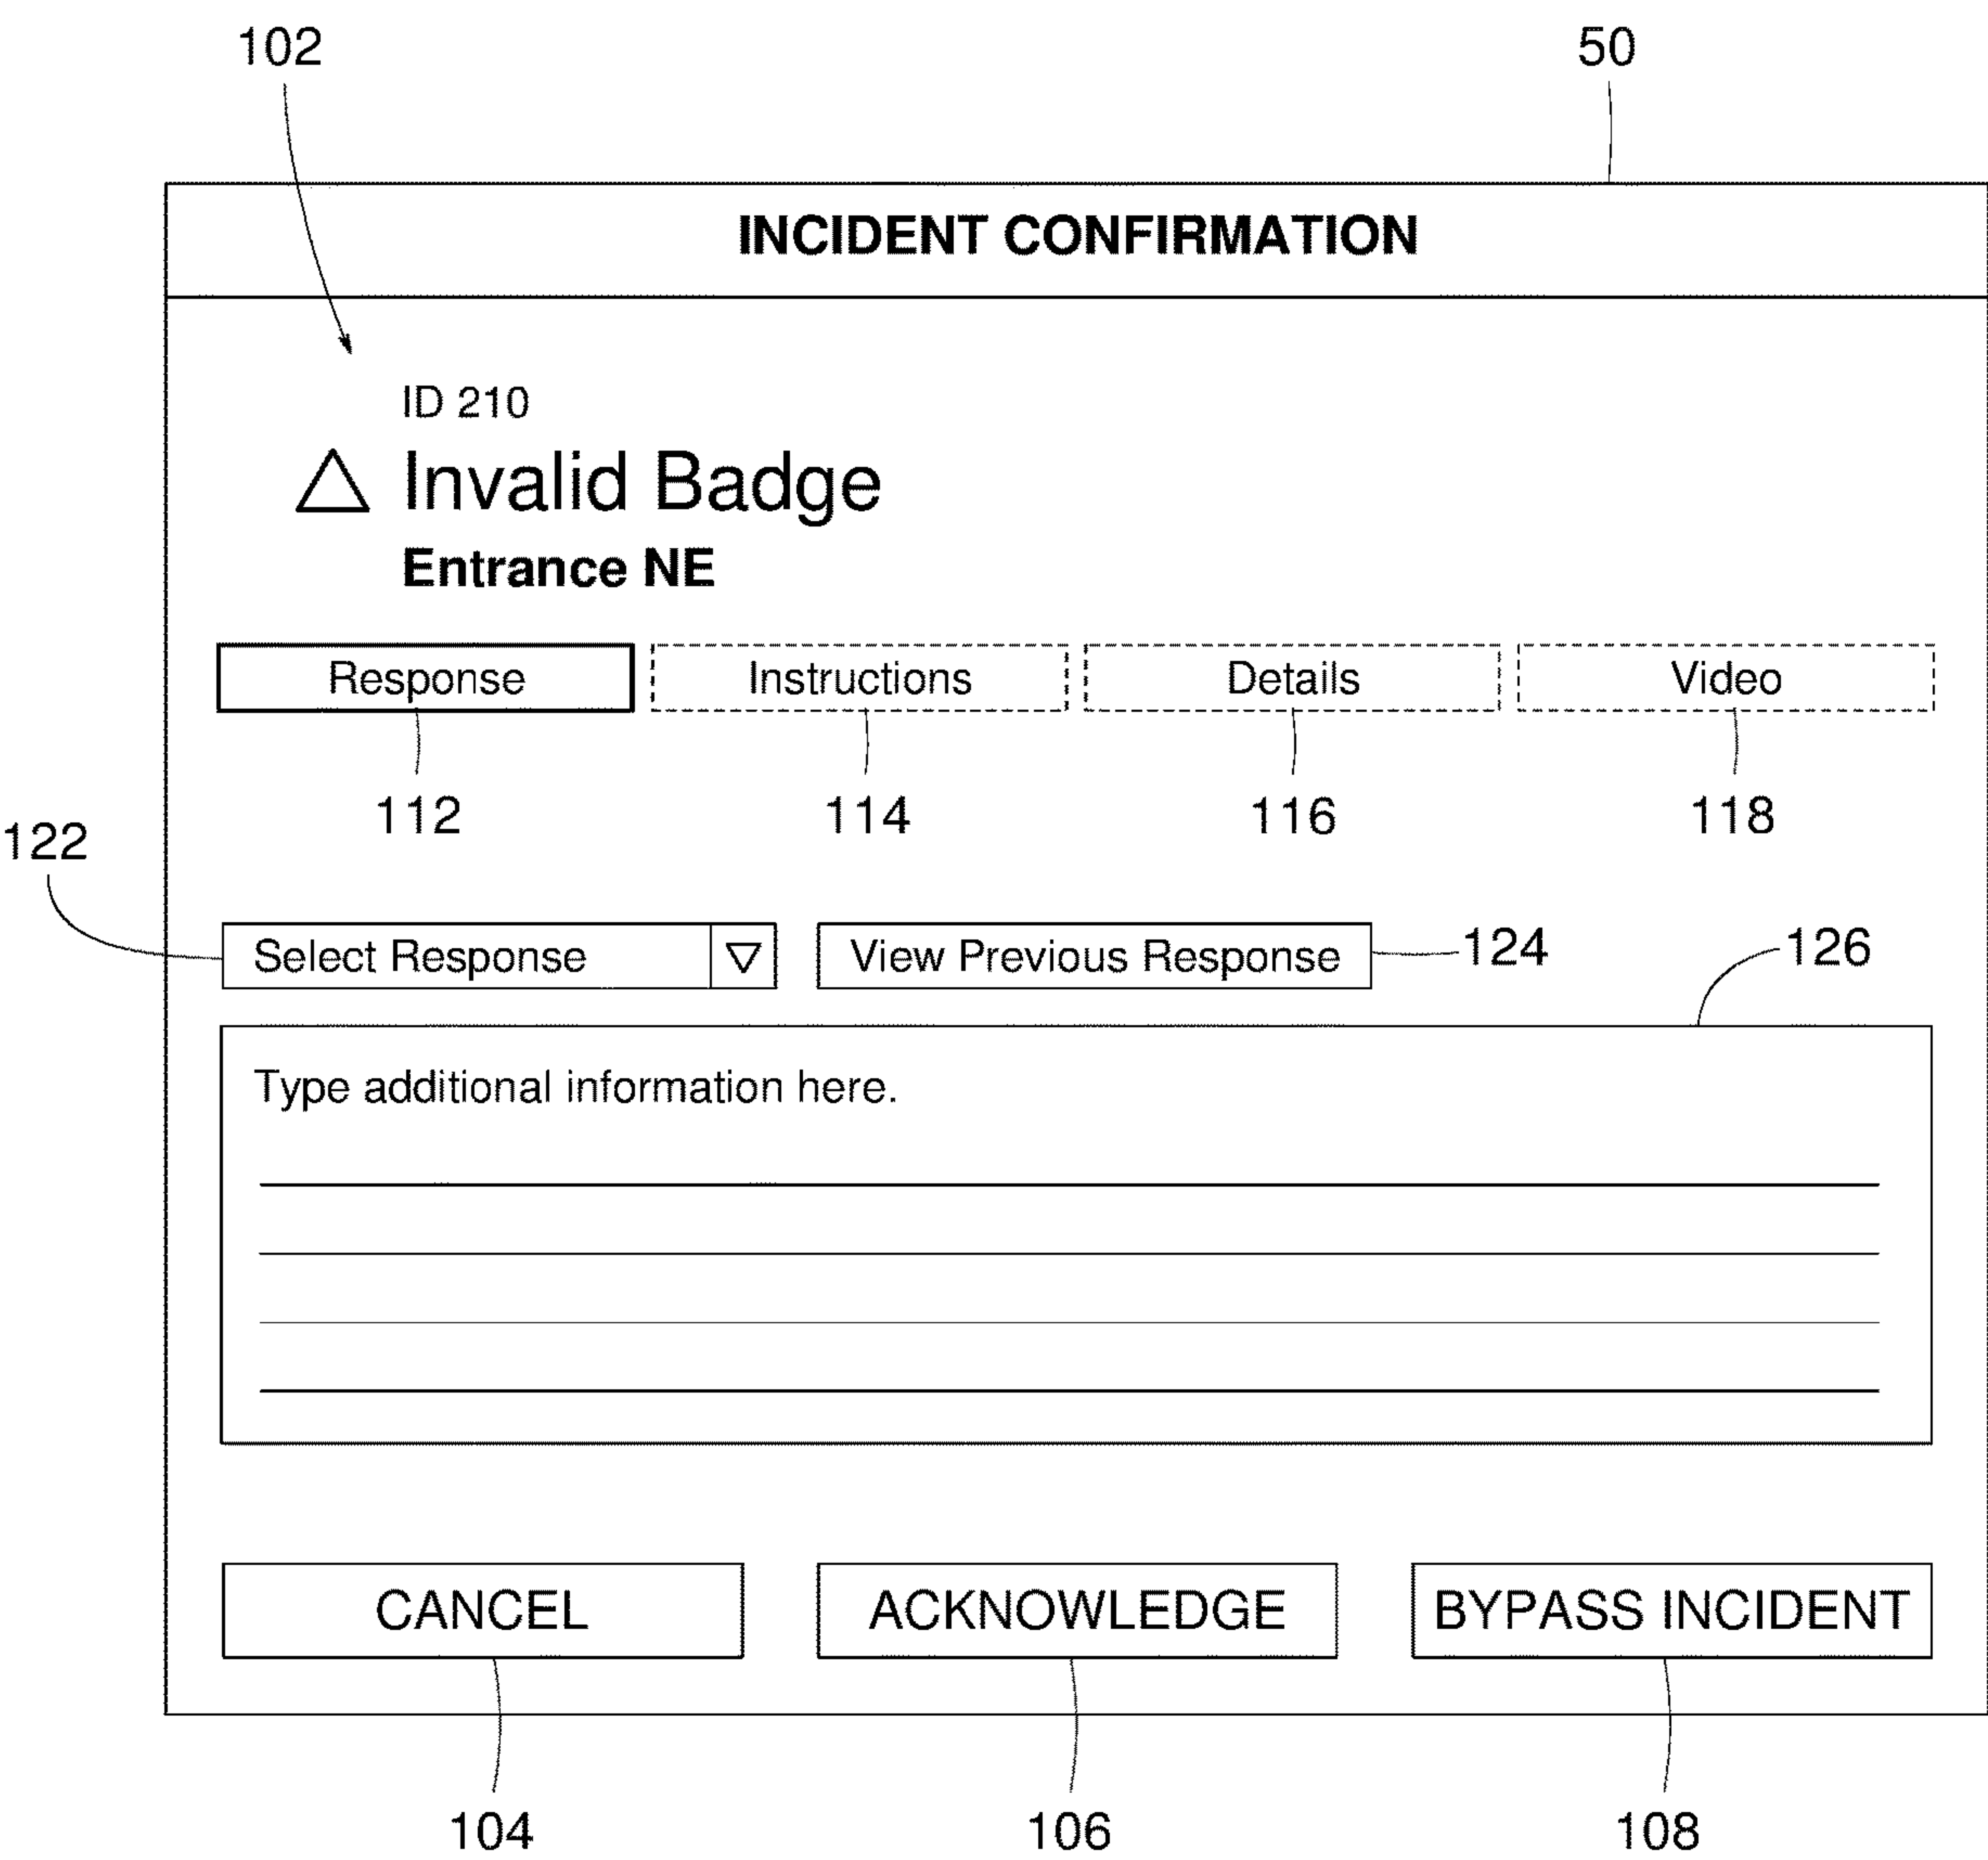 102 50
INCIDENT CONFIRMATION
ID 210
Invalid Badge
Entrance NE
Response Instructions Details Video
112 114 116 118
122
Select Response View Previous Response 124 126
Type additional information here.
CANCEL ACKNOWLEDGE BYPASS INCIDENT
104 106 108